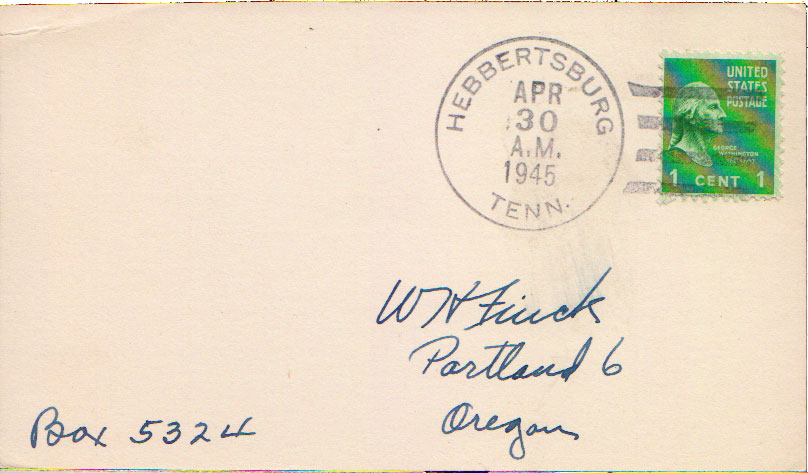 HEBBERTSBURG
APR
30
A.M.
1945
TENN.
UNITED
STATES
POSTAGE
GEORGE
WASHINGTON
1 CENT 1
W H Finck
Portland 6
Oregon
Box 5324